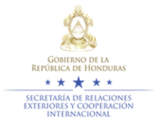 GOBIERNO DE LA
REPÚBLICA DE HONDURAS
SECRETARÍA DE RELACIONES
EXTERIORES Y COOPERACIÓN
INTERNACIONAL